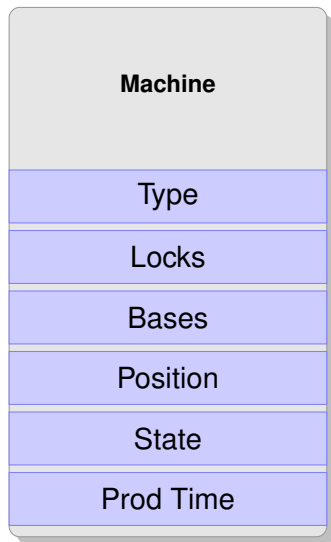 Machine
Type
Locks
Bases
Position
State
Prod Time